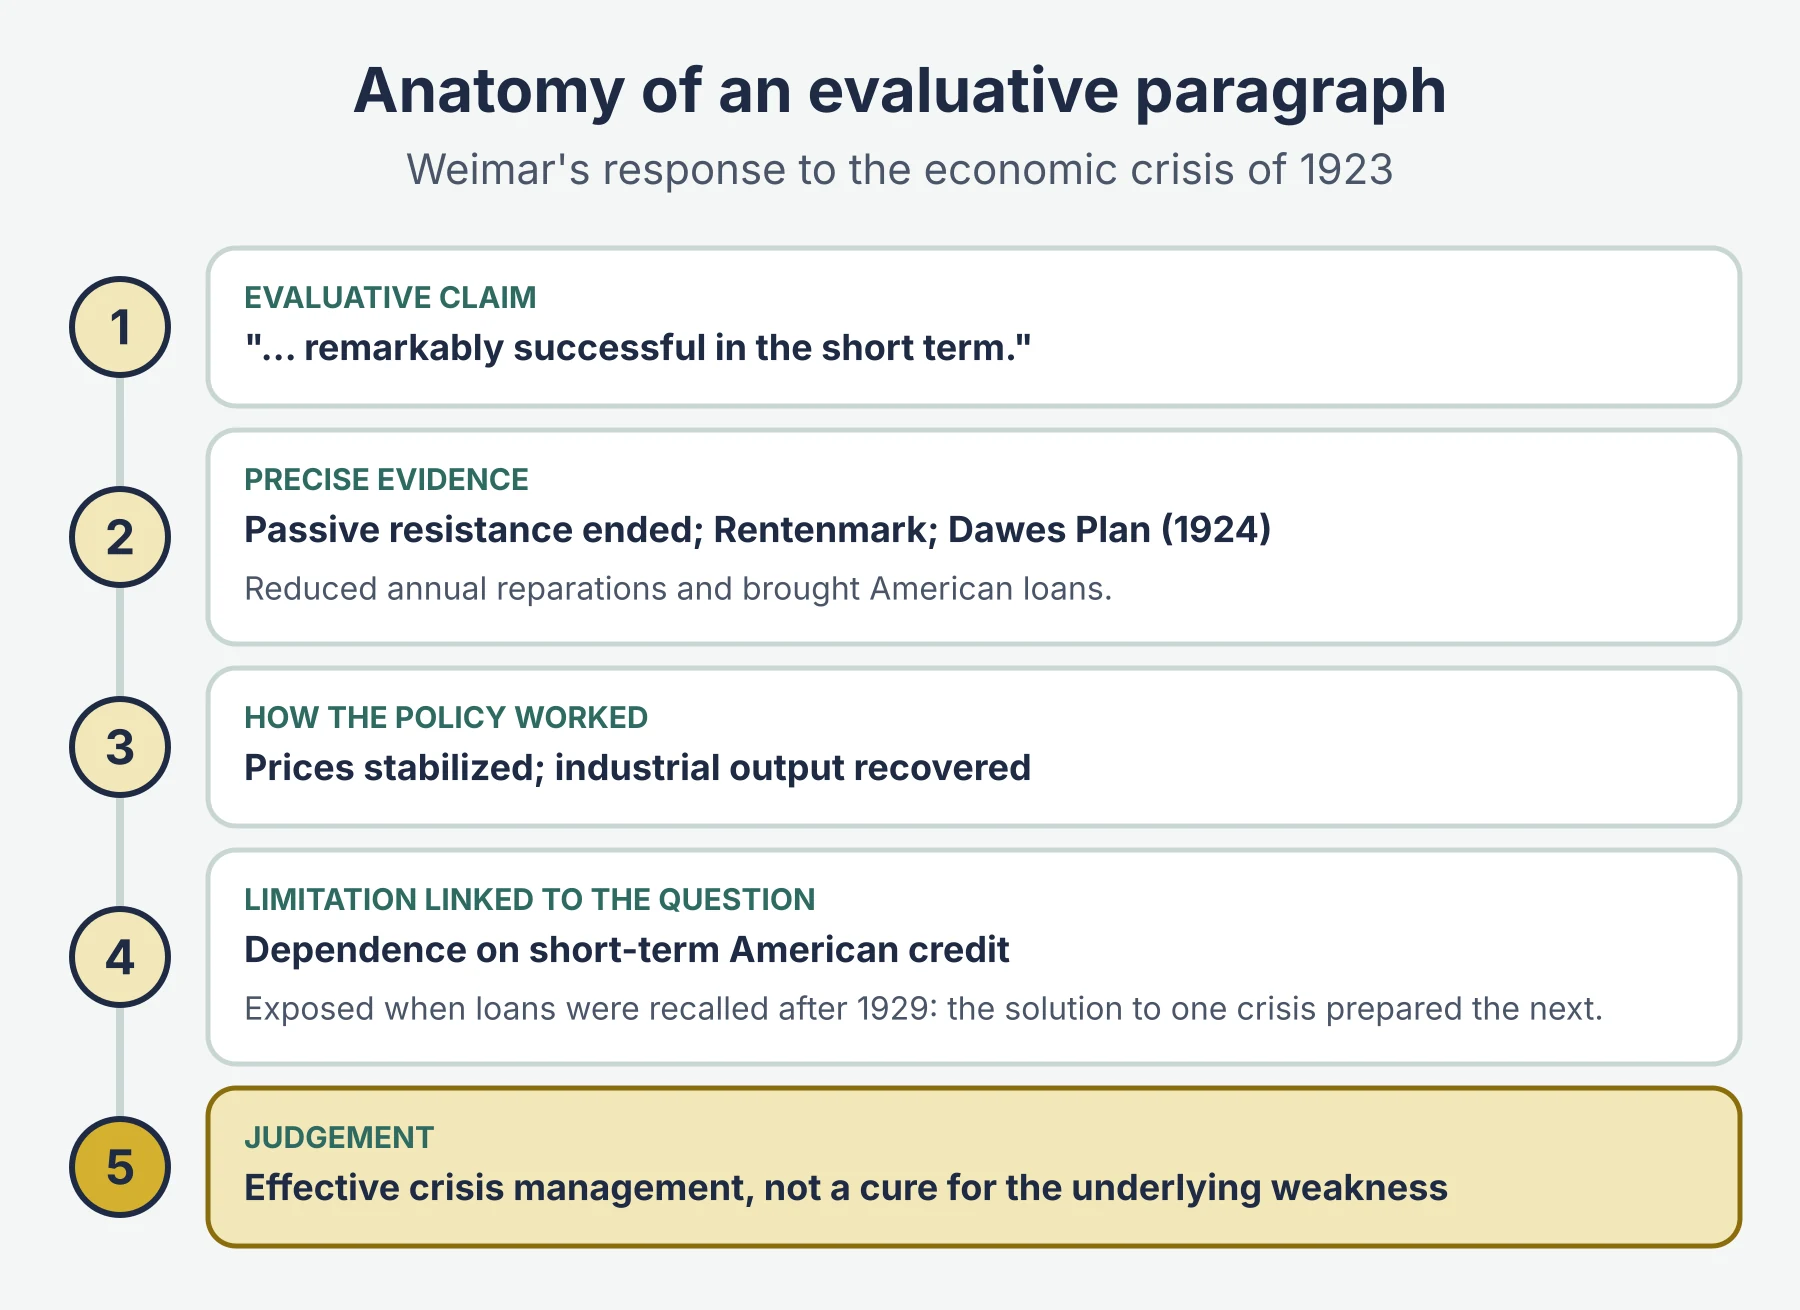 Anatomy of an evaluative paragraph
Weimar's response to the economic crisis of 1923
1
EVALUATIVE CLAIM
"... remarkably successful in the short term."
2
PRECISE EVIDENCE
Passive resistance ended; Rentenmark; Dawes Plan (1924)
Reduced annual reparations and brought American loans.
3
HOW THE POLICY WORKED
Prices stabilized; industrial output recovered
4
LIMITATION LINKED TO THE QUESTION
Dependence on short-term American credit
Exposed when loans were recalled after 1929: the solution to one crisis prepared the next.
5
JUDGEMENT
Effective crisis management, not a cure for the underlying weakness